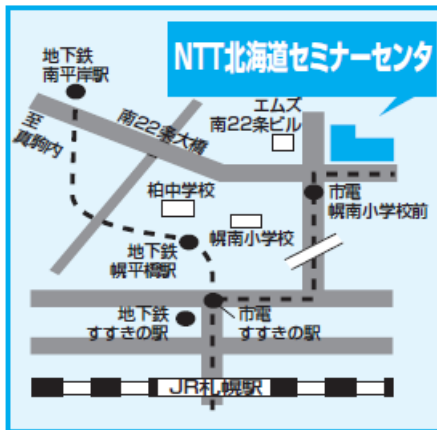 NTT北海道セミナーセンタ
地下鉄
南平岸駅
エムズ
南22条ビル
南22条大橋
至
真駒内
柏中学校
市電
幌南小学校前
幌南小学校
地下鉄
幌平橋駅
地下鉄
すすきの駅
市電
すすきの駅
JR札幌駅